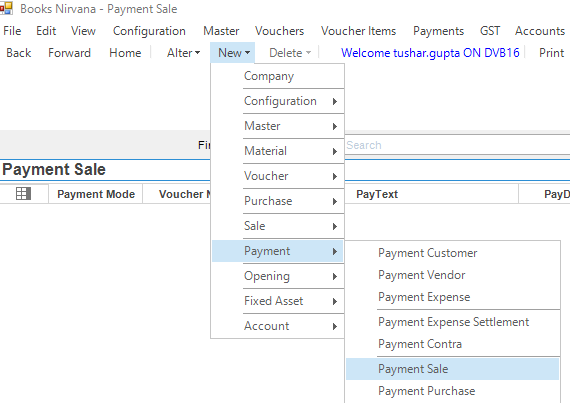 Books Nirvana - Payment Sale
File Edit View Configuration Master Vouchers Voucher Items Payments GST Accounts
Back Forward Home Alter New Delete Welcome tushar.gupta ON DVB16 Print
Company
Configuration
Master
Search
Material
Payment Sale
Voucher
Payment Mode PayText
Purchase
Sale
Payment
Payment Customer
Opening
Payment Vendor
Fixed Asset
Payment Expense
Account
Payment Expense Settlement
Payment Contra
Payment Sale
Payment Purchase